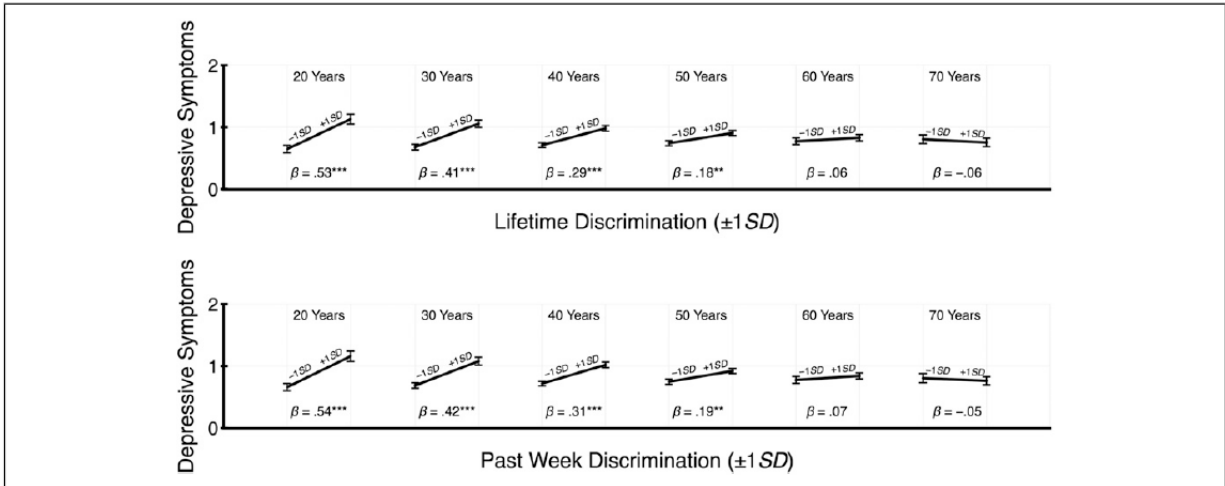 Depressive Symptoms
2
1
0
20 Years 30 Years 40 Years 50 Years 60 Years 70 Years
−1SD +1SD −1SD +1SD −1SD +1SD −1SD +1SD −1SD +1SD −1SD +1SD
β = .53*** β = .41*** β = .29*** β = .18** β = .06 β = −.06
Lifetime Discrimination (±1SD)
Depressive Symptoms
2
1
0
20 Years 30 Years 40 Years 50 Years 60 Years 70 Years
−1SD +1SD −1SD +1SD −1SD +1SD −1SD +1SD −1SD +1SD −1SD +1SD
β = .54*** β = .42*** β = .31*** β = .19** β = .07 β = −.05
Past Week Discrimination (±1SD)